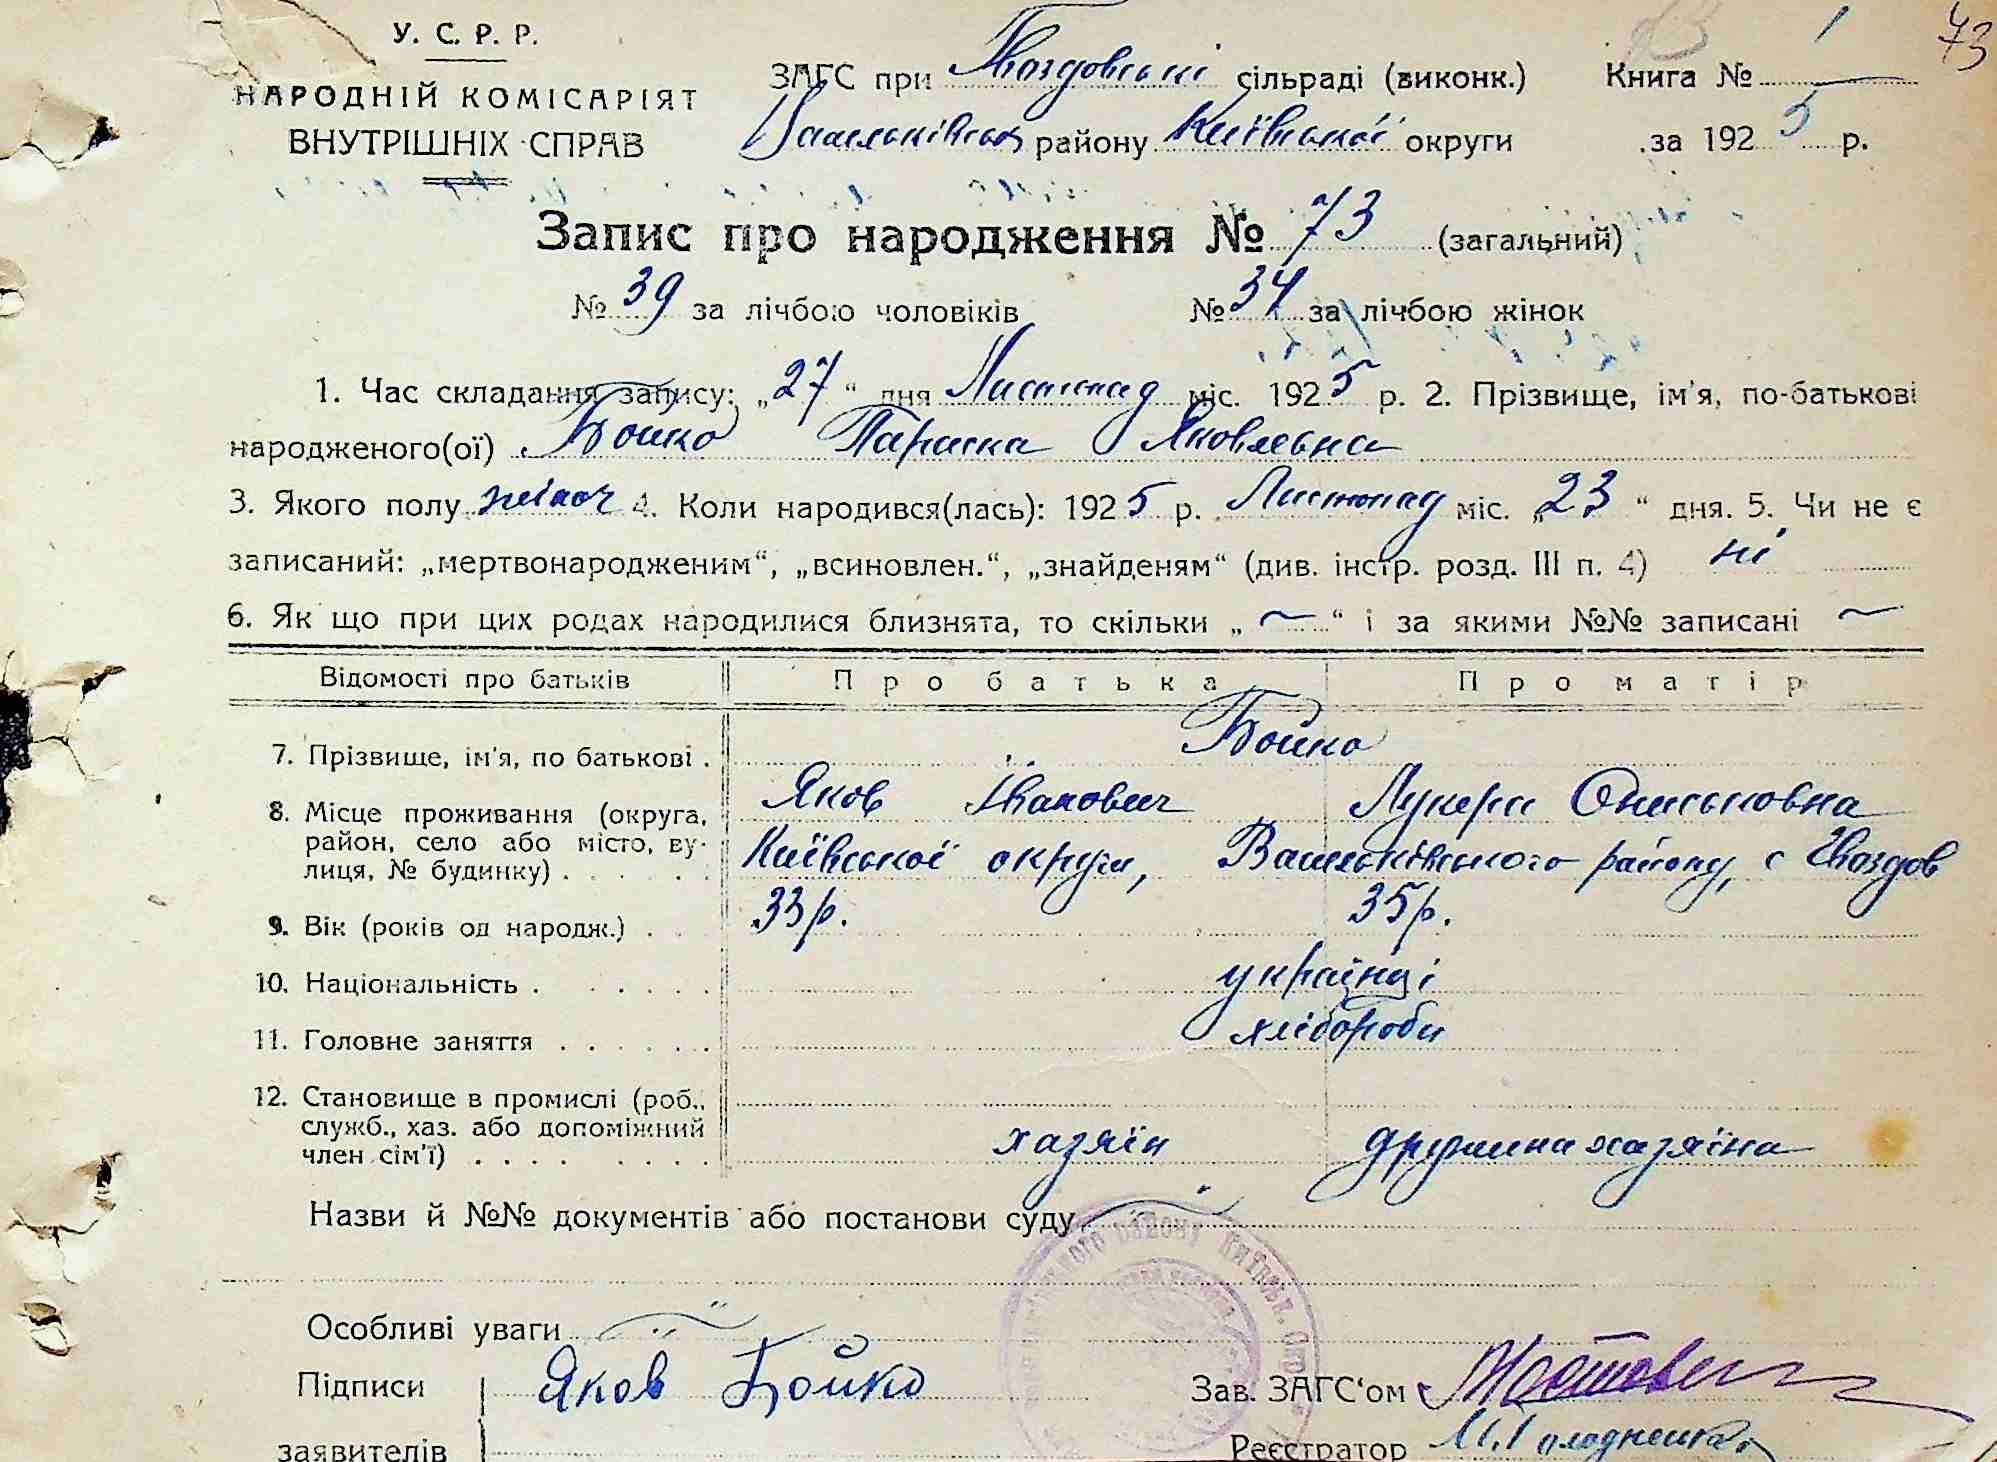 У. С. Р. Р.
НАРОДНІЙ КОМІСАРІЯТ
ВНУТРІШНІХ СПРАВ
73
ЗАГС при Гвоздовські сільраді (виконк.) Книга № 1
Васильківськ району Київської округи за 1925 р.
Запис про народження № 73 (загальний)
№ 39 за лічбою чоловіків № 34 за лічбою жінок
1. Час складання запису: „27“ дня Листопад міс. 1925 р. 2. Прізвище, ім'я, по-батькові
народженого(ої) Бойко Параска Яковлевна
3. Якого полу жіноч 4. Коли народився(лась): 1925 р. Листопад міс. „23“ дня. 5. Чи не є
записаний: „мертвонародженим“, „всиновлен.“, „знайденям“ (див. інстр. розд. III п. 4) ні
6. Як що при цих родах народилися близнята, то скільки „~“ і за якими №№ записані ~
Відомості про батьків Про батька Про матір
7. Прізвище, ім'я, по батькові . Бойко
Яков Іванович Лукера Ониськовна
8. Місце проживання (округа,
район, село або місто, ву-
лиця, № будинку) . . . . . .
Київської округи, Васильківського району, с Гвоздов
9. Вік (років од народж.) . . 33 р. 35 р.
10. Національність . . . . . . українці
11. Головне заняття . . . . . . хлібороби
12. Становище в промислі (роб.,
служб., хаз. або допоміжний
член сім'ї) . . . . . . . . .
хазяїн дружина хазяїна
Назви й №№ документів або постанови суду
Особливі уваги
Підписи Яков Бойко Зав. ЗАГС'ом
заявителів Реєстратор